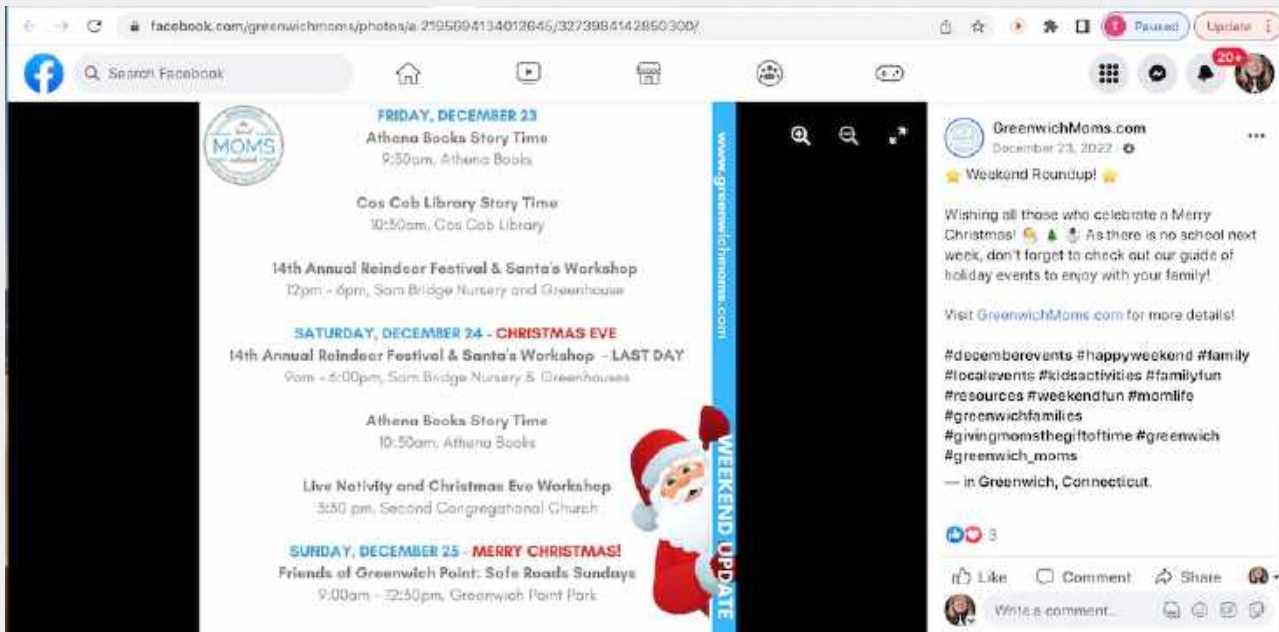 facebook.com/greenwichmoms/photos/a.2195694134012645/3273984142850300/
Paused
Update
Search Facebook
20+
MOMS
FRIDAY, DECEMBER 23
Athena Books Story Time
9:30am, Athena Books
Cos Cob Library Story Time
10:30am, Cos Cob Library
14th Annual Reindeer Festival & Santa's Workshop
12pm - 6pm, Sam Bridge Nursery and Greenhouse
SATURDAY, DECEMBER 24 - CHRISTMAS EVE
14th Annual Reindeer Festival & Santa's Workshop - LAST DAY
9am - 6:00pm, Sam Bridge Nursery & Greenhouses
Athena Books Story Time
10:30am, Athena Books
Live Nativity and Christmas Eve Workshop
3:30 pm, Second Congregational Church
SUNDAY, DECEMBER 25 - MERRY CHRISTMAS!
Friends of Greenwich Point: Safe Roads Sundays
9:00am - 12:30pm, Greenwich Point Park
www.greenwichmoms.com
WEEKEND UPDATE
GreenwichMoms.com
December 23, 2022
Weekend Roundup!
Wishing all those who celebrate a Merry
Christmas! As there is no school next
week, don't forget to check out our guide of
holiday events to enjoy with your family!
Visit GreenwichMoms.com for more details!
#decemberevents #happyweekend #family
#localevents #kidsactivities #familyfun
#resources #weekendfun #momlife
#greenwichfamilies
#givingmomsthegiftoftime #greenwich
#greenwich_moms
— in Greenwich, Connecticut.
3
Like
Comment
Share
Write a comment...